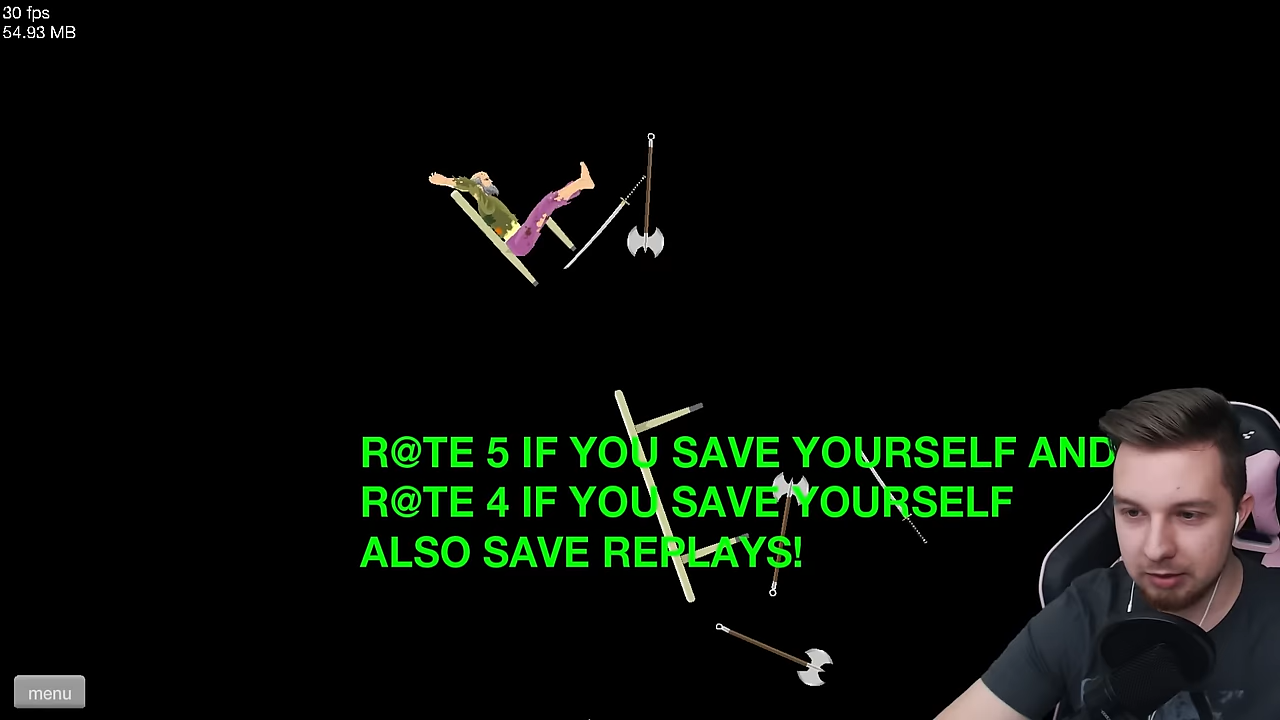 30 fps
54.93 MB
R@TE 5 IF YOU SAVE YOURSELF AND
R@TE 4 IF YOU SAVE YOURSELF
ALSO SAVE REPLAYS!
menu